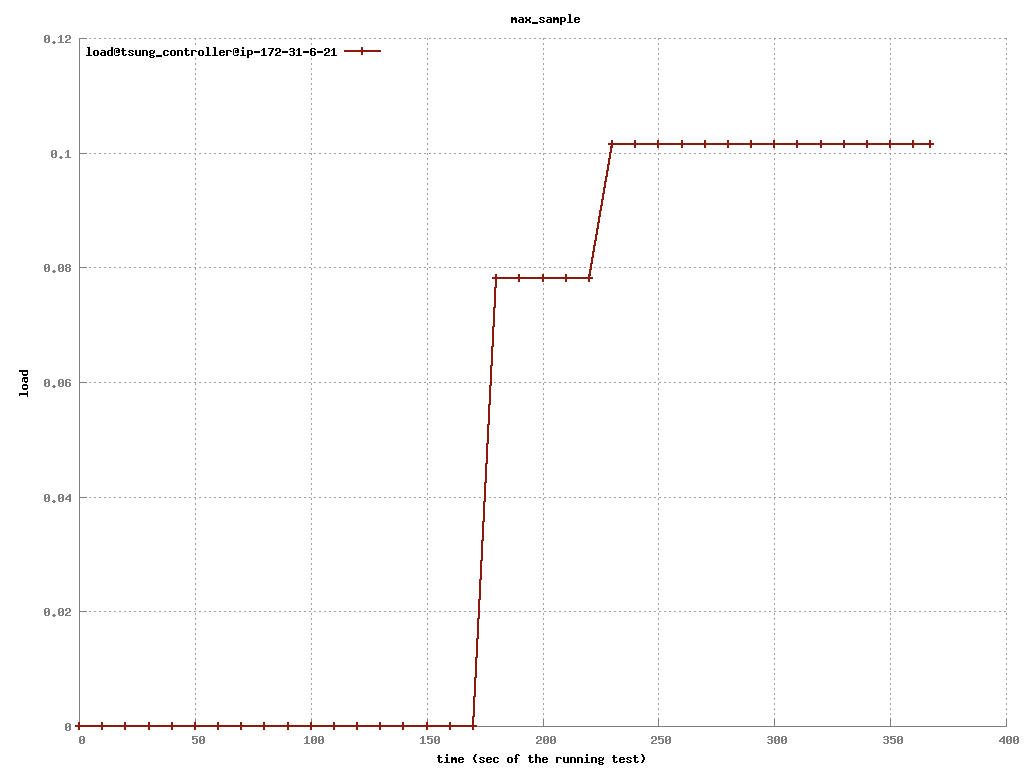 max_sample
load@tsung_controller@ip-172-31-6-21
0.12
0.1
0.08
0.06
0.04
0.02
0
load
0 50 100 150 200 250 300 350 400
time (sec of the running test)